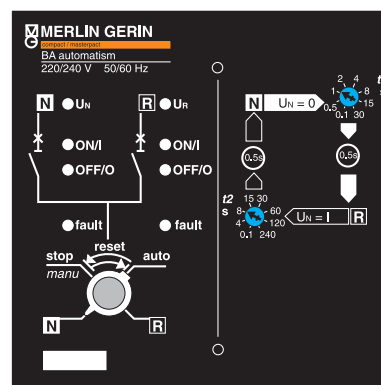 MERLIN GERIN
compact / masterpact
BA automatism
220/240 V 50/60 Hz
N UN R UR
ON/I ON/I
OFF/O OFF/O
fault fault
reset
stop auto
manu
N R
N UN = 0
2 4
8
15
30
0.1
0.5
t
s
0.5s 0.5s
t2
s
15 30
60
120
240
0.1
4
8
UN = I R